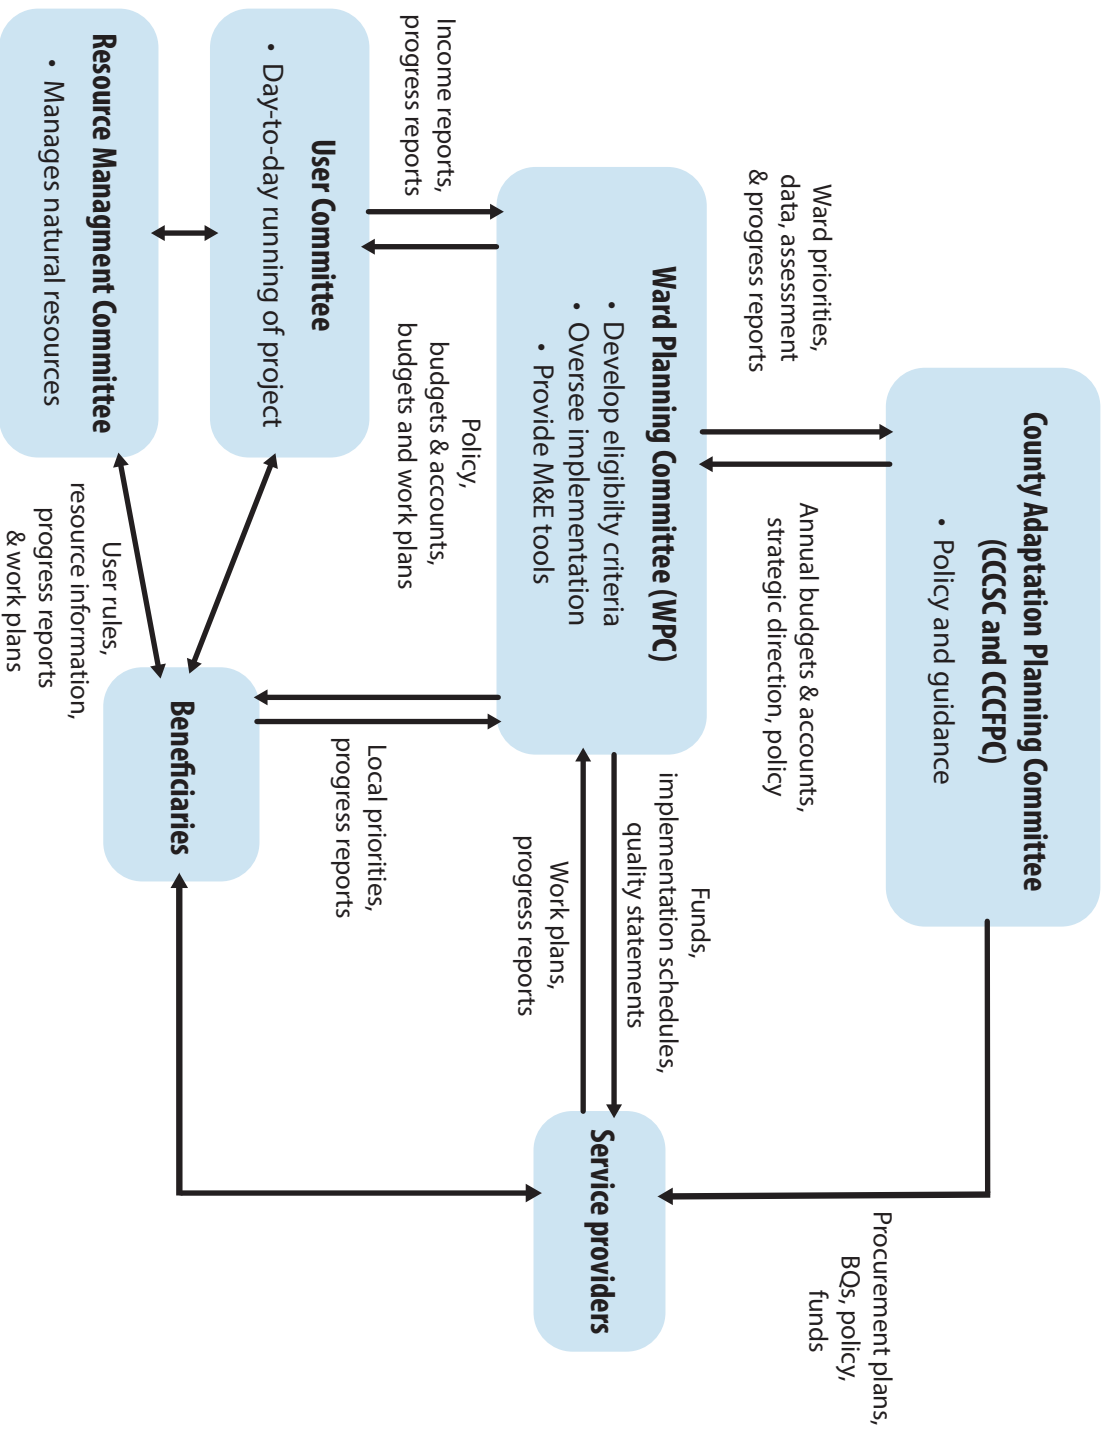 County Adaptation Planning Committee
(CCCSC and CCCFPC)
• Policy and guidance
Ward priorities,
data, assessment
& progress reports
Annual budgets & accounts,
strategic direction, policy
Procurement plans,
BQs, policy,
funds
Ward Planning Committee (WPC)
• Develop eligibilty criteria
• Oversee implementation
• Provide M&E tools
Funds,
implementation schedules,
quality statements
Work plans,
progress reports
Service providers
Income reports,
progress reports
Policy,
budgets & accounts,
budgets and work plans
Local priorities,
progress reports
User Committee
• Day-to-day running of project
Beneficiaries
Resource Managment Committee
• Manages natural resources
User rules,
resource information,
progress reports
& work plans